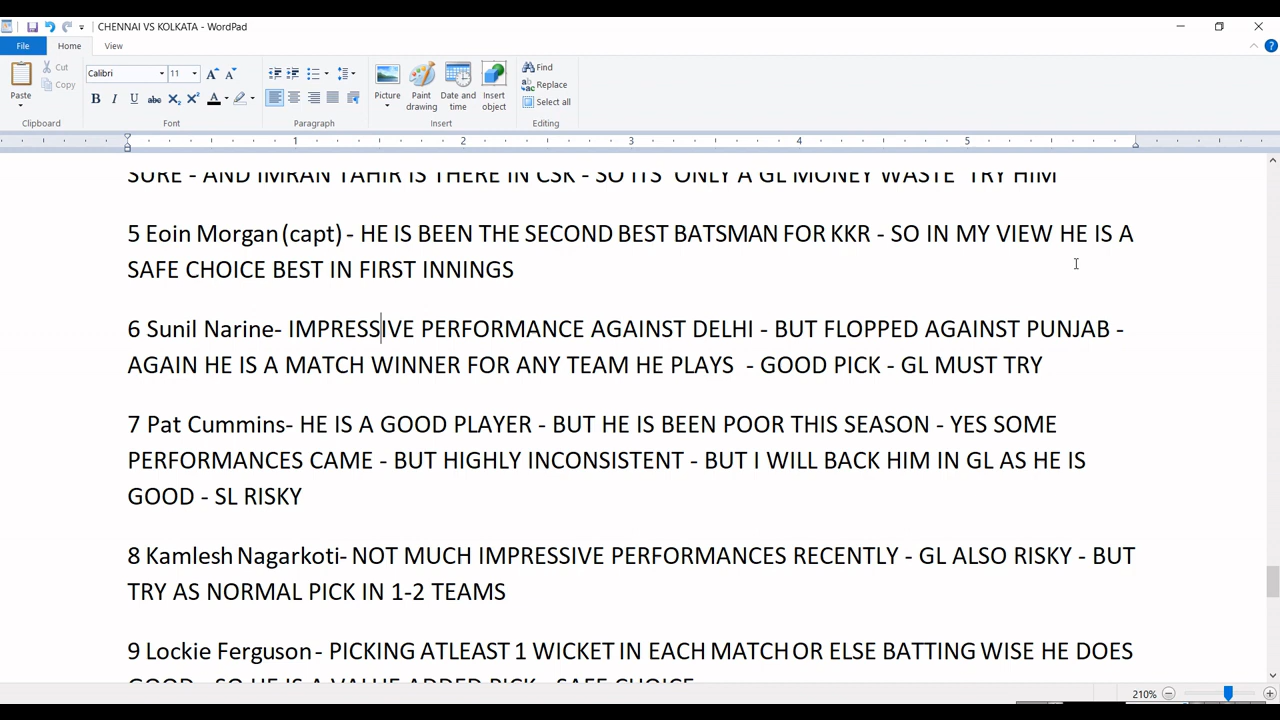 CHENNAI VS KOLKATA - WordPad
File Home View
Paste
Cut
Copy
Clipboard
Calibri 11
B I U abc X₂ X² A
Font
Paragraph
Picture
Paint drawing
Date and time
Insert object
Insert
Find
Replace
Select all
Editing
1 2 3 4 5
SURE - AND IMRAN TAHIR IS THERE IN CSK - SO ITS ONLY A GL MONEY WASTE TRY HIM
5 Eoin Morgan (capt) - HE IS BEEN THE SECOND BEST BATSMAN FOR KKR - SO IN MY VIEW HE IS A
SAFE CHOICE BEST IN FIRST INNINGS
6 Sunil Narine- IMPRESSIVE PERFORMANCE AGAINST DELHI - BUT FLOPPED AGAINST PUNJAB -
AGAIN HE IS A MATCH WINNER FOR ANY TEAM HE PLAYS - GOOD PICK - GL MUST TRY
7 Pat Cummins- HE IS A GOOD PLAYER - BUT HE IS BEEN POOR THIS SEASON - YES SOME
PERFORMANCES CAME - BUT HIGHLY INCONSISTENT - BUT I WILL BACK HIM IN GL AS HE IS
GOOD - SL RISKY
8 Kamlesh Nagarkoti- NOT MUCH IMPRESSIVE PERFORMANCES RECENTLY - GL ALSO RISKY - BUT
TRY AS NORMAL PICK IN 1-2 TEAMS
9 Lockie Ferguson - PICKING ATLEAST 1 WICKET IN EACH MATCH OR ELSE BATTING WISE HE DOES
GOOD - SO HE IS A VALUE ADDED PICK - SAFE CHOICE
210%